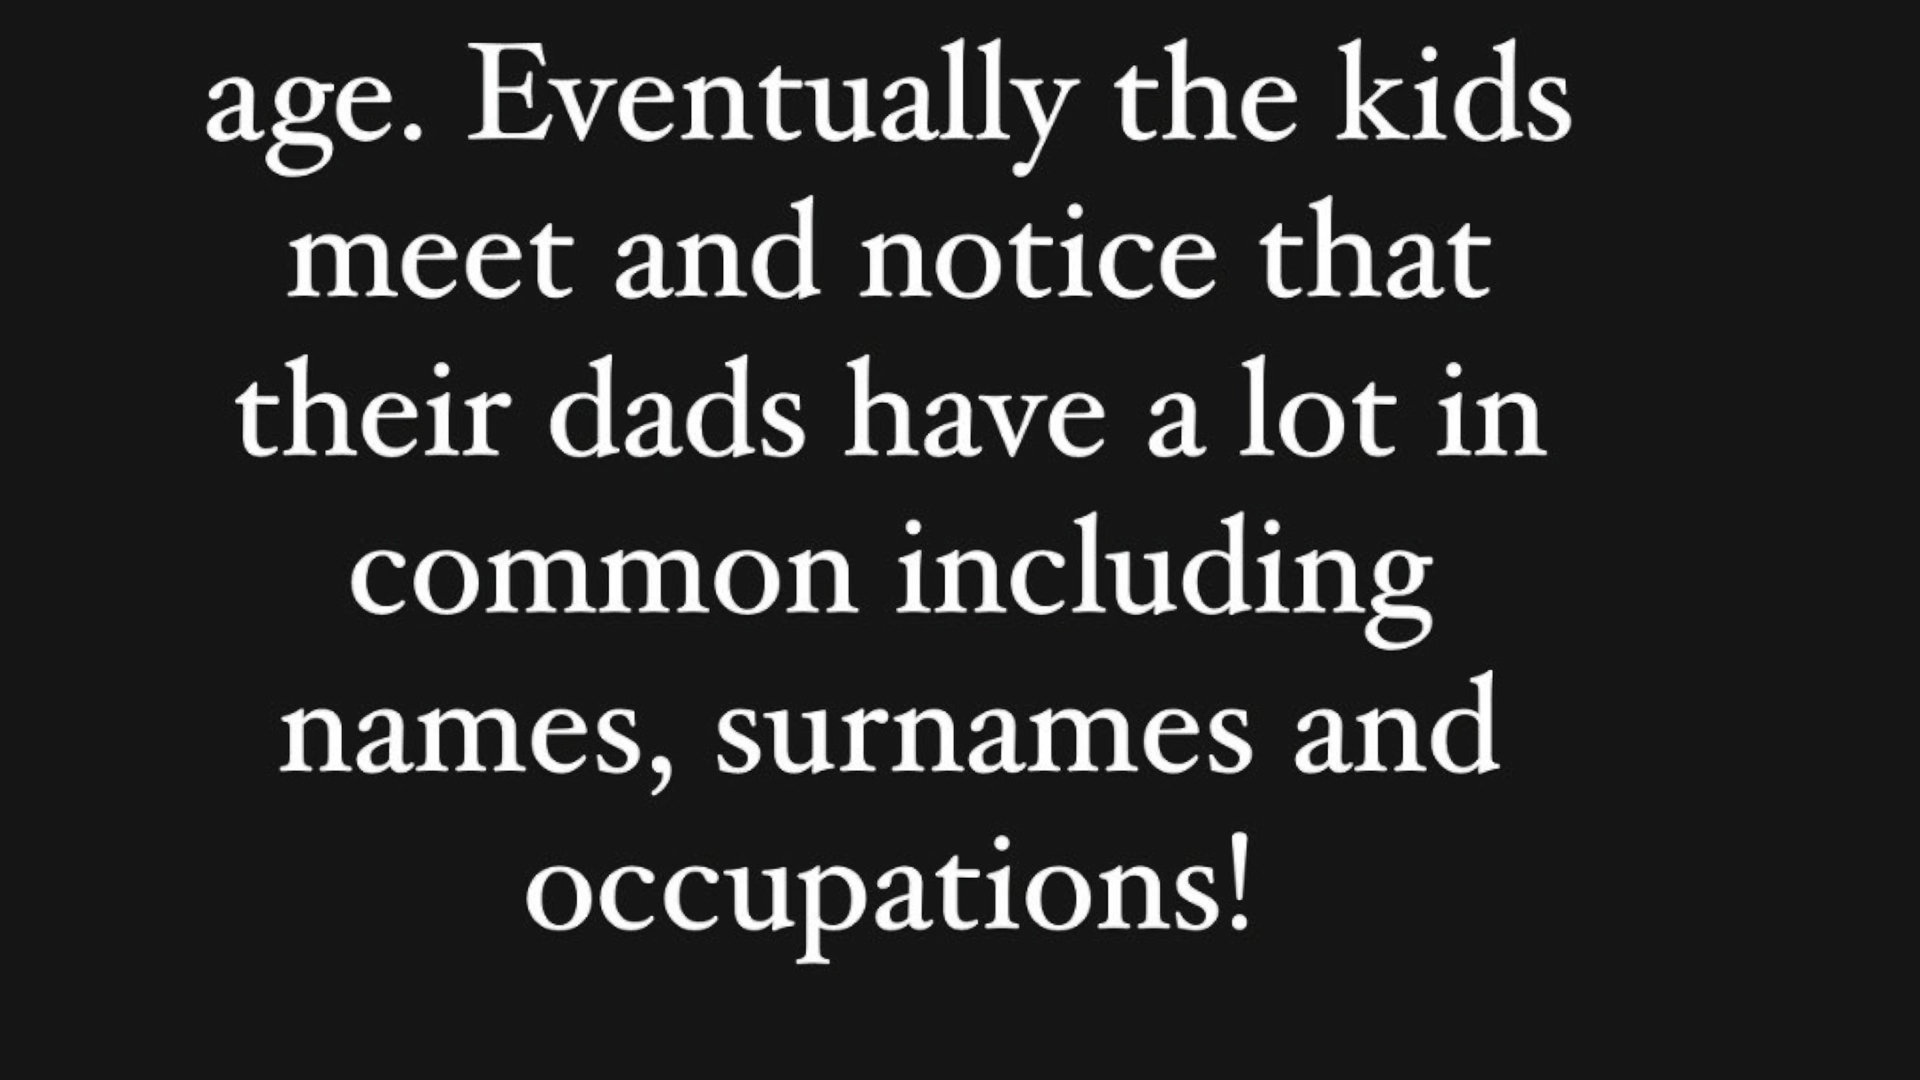 age. Eventually the kids
meet and notice that
their dads have a lot in
common including
names, surnames and
occupations!